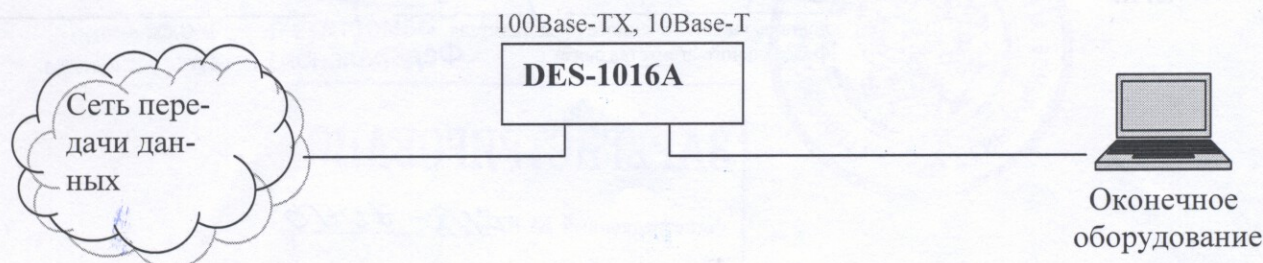 100Base-TX, 10Base-T
DES-1016A
Сеть пере-
дачи дан-
ных
Оконечное
оборудование